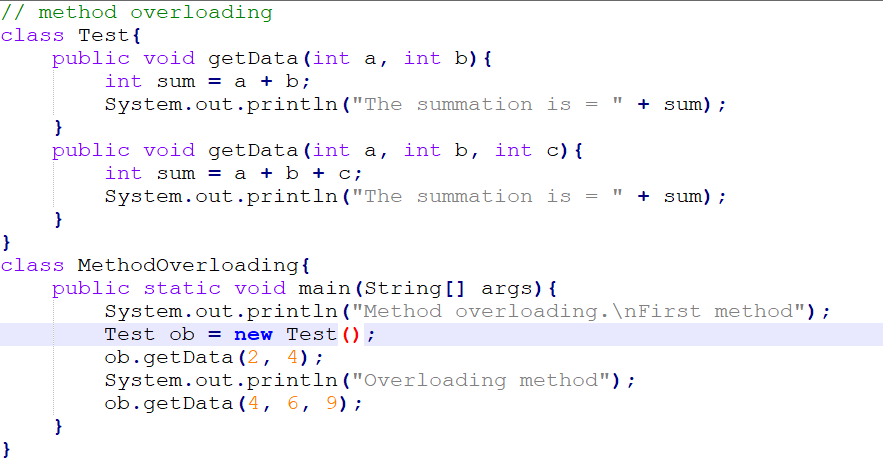 // method overloading
class Test{
    public void getData(int a, int b){
        int sum = a + b;
        System.out.println("The summation is = " + sum);
    }
    public void getData(int a, int b, int c){
        int sum = a + b + c;
        System.out.println("The summation is = " + sum);
    }
}
class MethodOverloading{
    public static void main(String[] args){
        System.out.println("Method overloading.\nFirst method");
        Test ob = new Test();
        ob.getData(2, 4);
        System.out.println("Overloading method");
        ob.getData(4, 6, 9);
    }
}